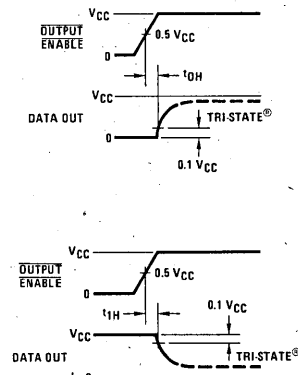 VCC
OUTPUT
ENABLE
0.5 VCC
0
tOH
VCC
DATA OUT
TRI-STATE®
0
0.1 VCC
VCC
OUTPUT
ENABLE
0.5 VCC
0
t1H
0.1 VCC
VCC
DATA OUT
TRI-STATE®